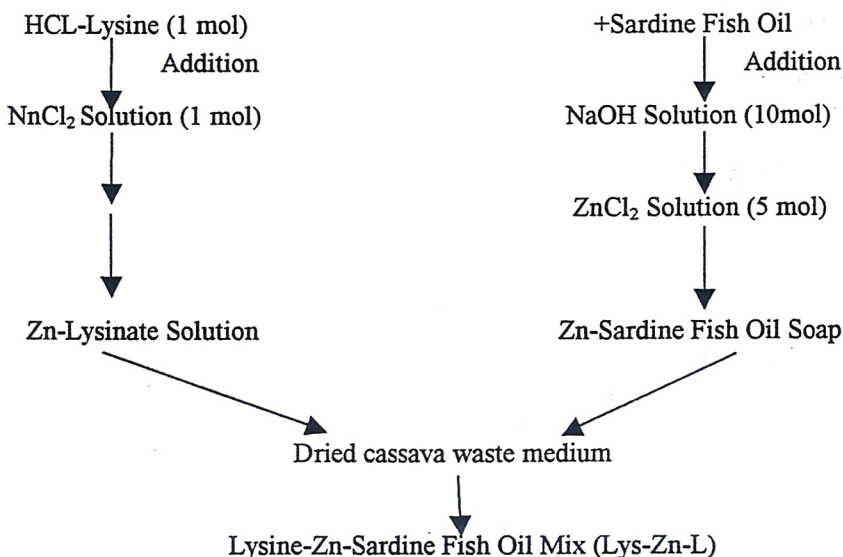 HCL-Lysine (1 mol)
Addition
NnCl₂ Solution (1 mol)
Zn-Lysinate Solution
+Sardine Fish Oil
Addition
NaOH Solution (10mol)
ZnCl₂ Solution (5 mol)
Zn-Sardine Fish Oil Soap
Dried cassava waste medium
Lysine-Zn-Sardine Fish Oil Mix (Lys-Zn-L)